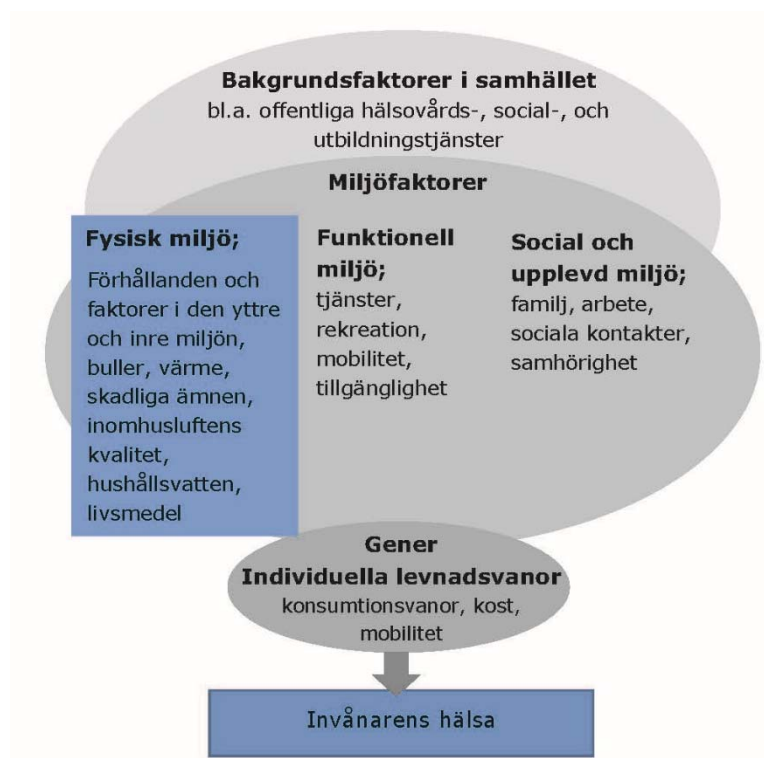 Bakgrundsfaktorer i samhället
bl.a. offentliga hälsovårds-, social-, och
utbildningstjänster
Miljöfaktorer
Fysisk miljö;
Förhållanden och
faktorer i den yttre
och inre miljön,
buller, värme,
skadliga ämnen,
inomhusluftens
kvalitet,
hushållsvatten,
livsmedel
Funktionell
miljö;
tjänster,
rekreation,
mobilitet,
tillgänglighet
Social och
upplevd miljö;
familj, arbete,
sociala kontakter,
samhörighet
Gener
Individuella levnadsvanor
konsumtionsvanor, kost,
mobilitet
Invånarens hälsa